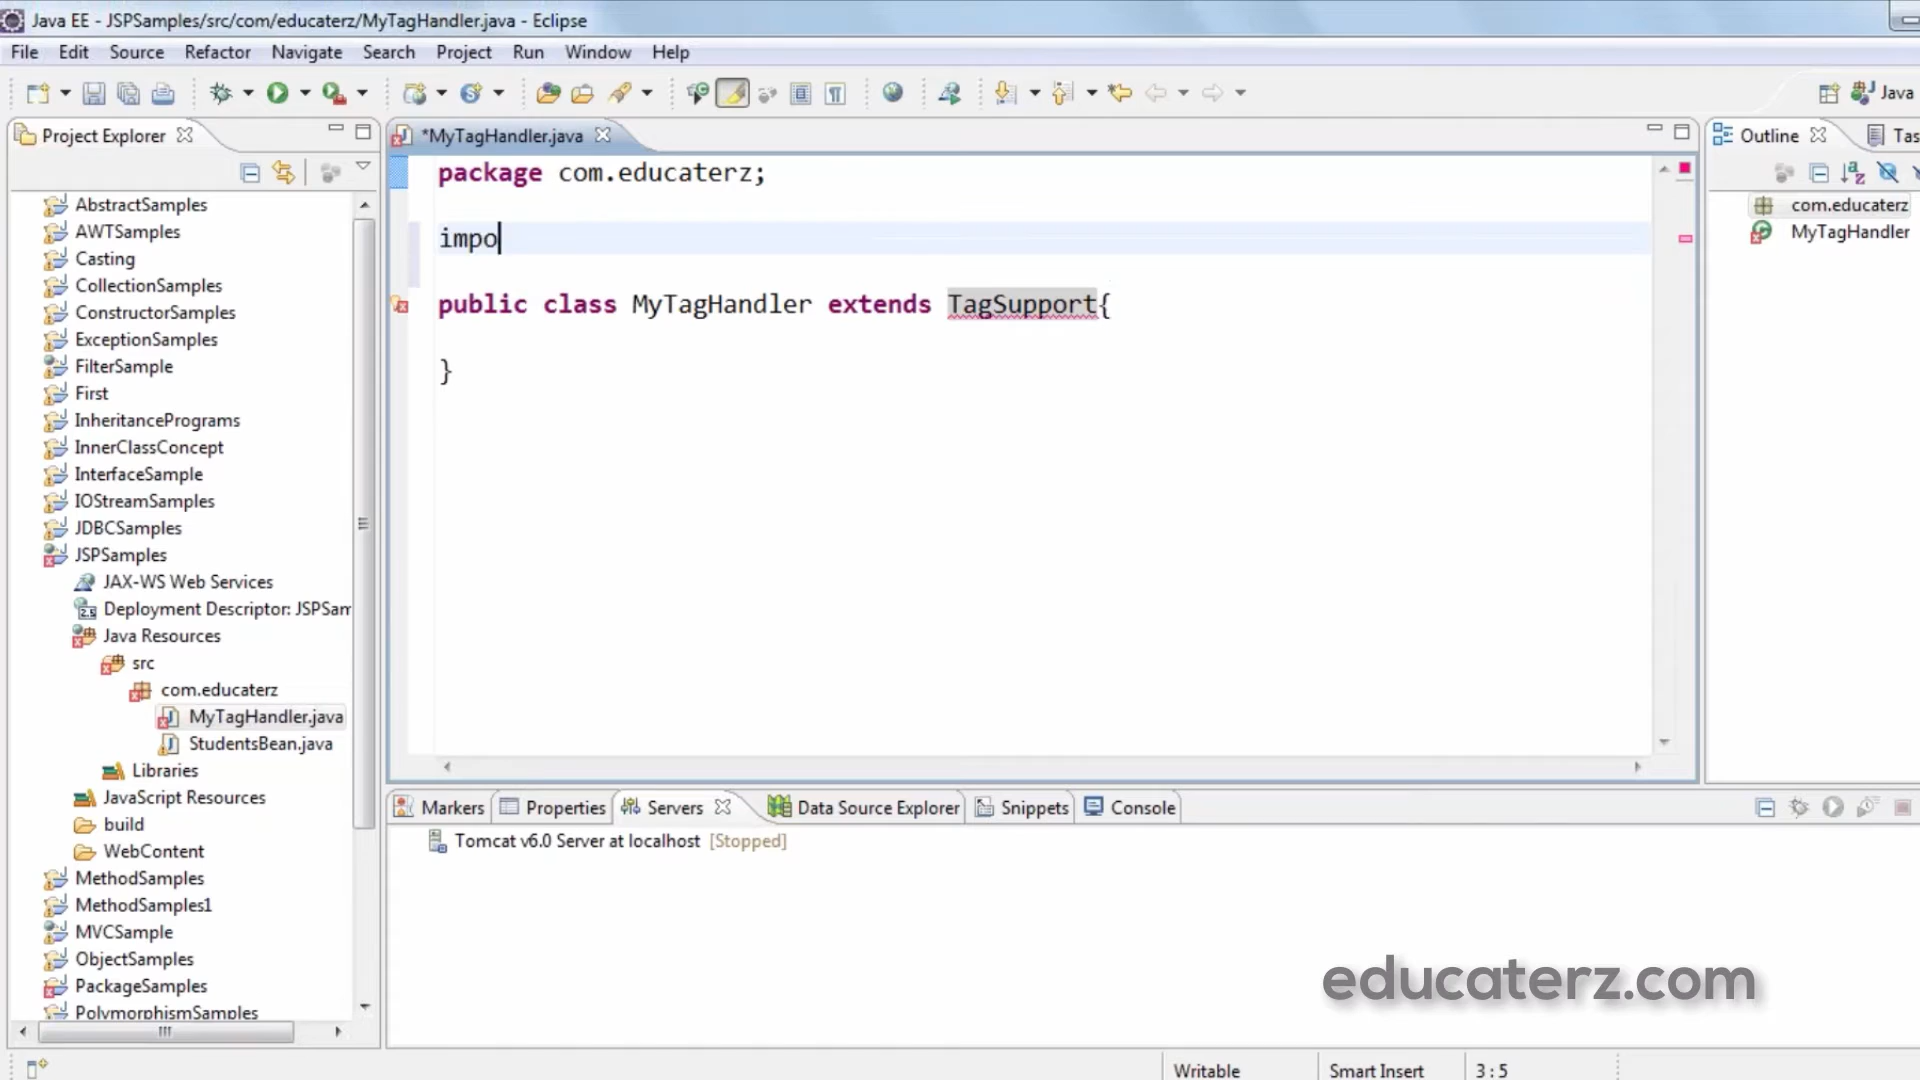 Java EE - JSPSamples/src/com/educaterz/MyTagHandler.java - Eclipse
File Edit Source Refactor Navigate Search Project Run Window Help
Java
Project Explorer
*MyTagHandler.java
Outline
Tas
AbstractSamples
AWTSamples
Casting
CollectionSamples
ConstructorSamples
ExceptionSamples
FilterSample
First
InheritancePrograms
InnerClassConcept
InterfaceSample
IOStreamSamples
JDBCSamples
JSPSamples
JAX-WS Web Services
Deployment Descriptor: JSPSam
Java Resources
src
com.educaterz
MyTagHandler.java
StudentsBean.java
Libraries
JavaScript Resources
build
WebContent
MethodSamples
MethodSamples1
MVCSample
ObjectSamples
PackageSamples
PolymorphismSamples
package com.educaterz;
impo
public class MyTagHandler extends TagSupport{
}
com.educaterz
MyTagHandler
Markers Properties Servers Data Source Explorer Snippets Console
Tomcat v6.0 Server at localhost [Stopped]
educaterz.com
Writable Smart Insert 3 : 5